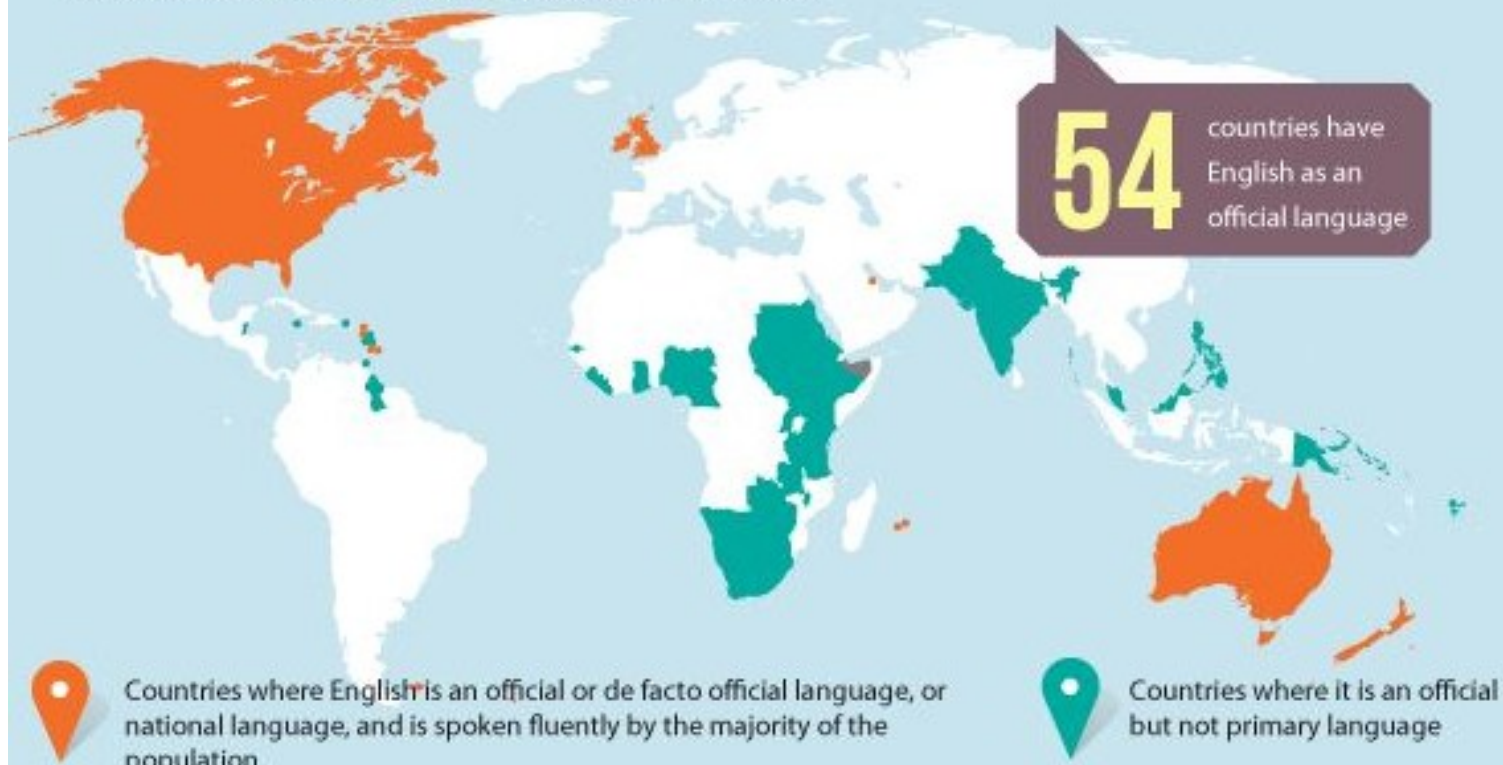 54
countries have
English as an
official language
Countries where English is an official or de facto official language, or
national language, and is spoken fluently by the majority of the
population
Countries where it is an official
but not primary language